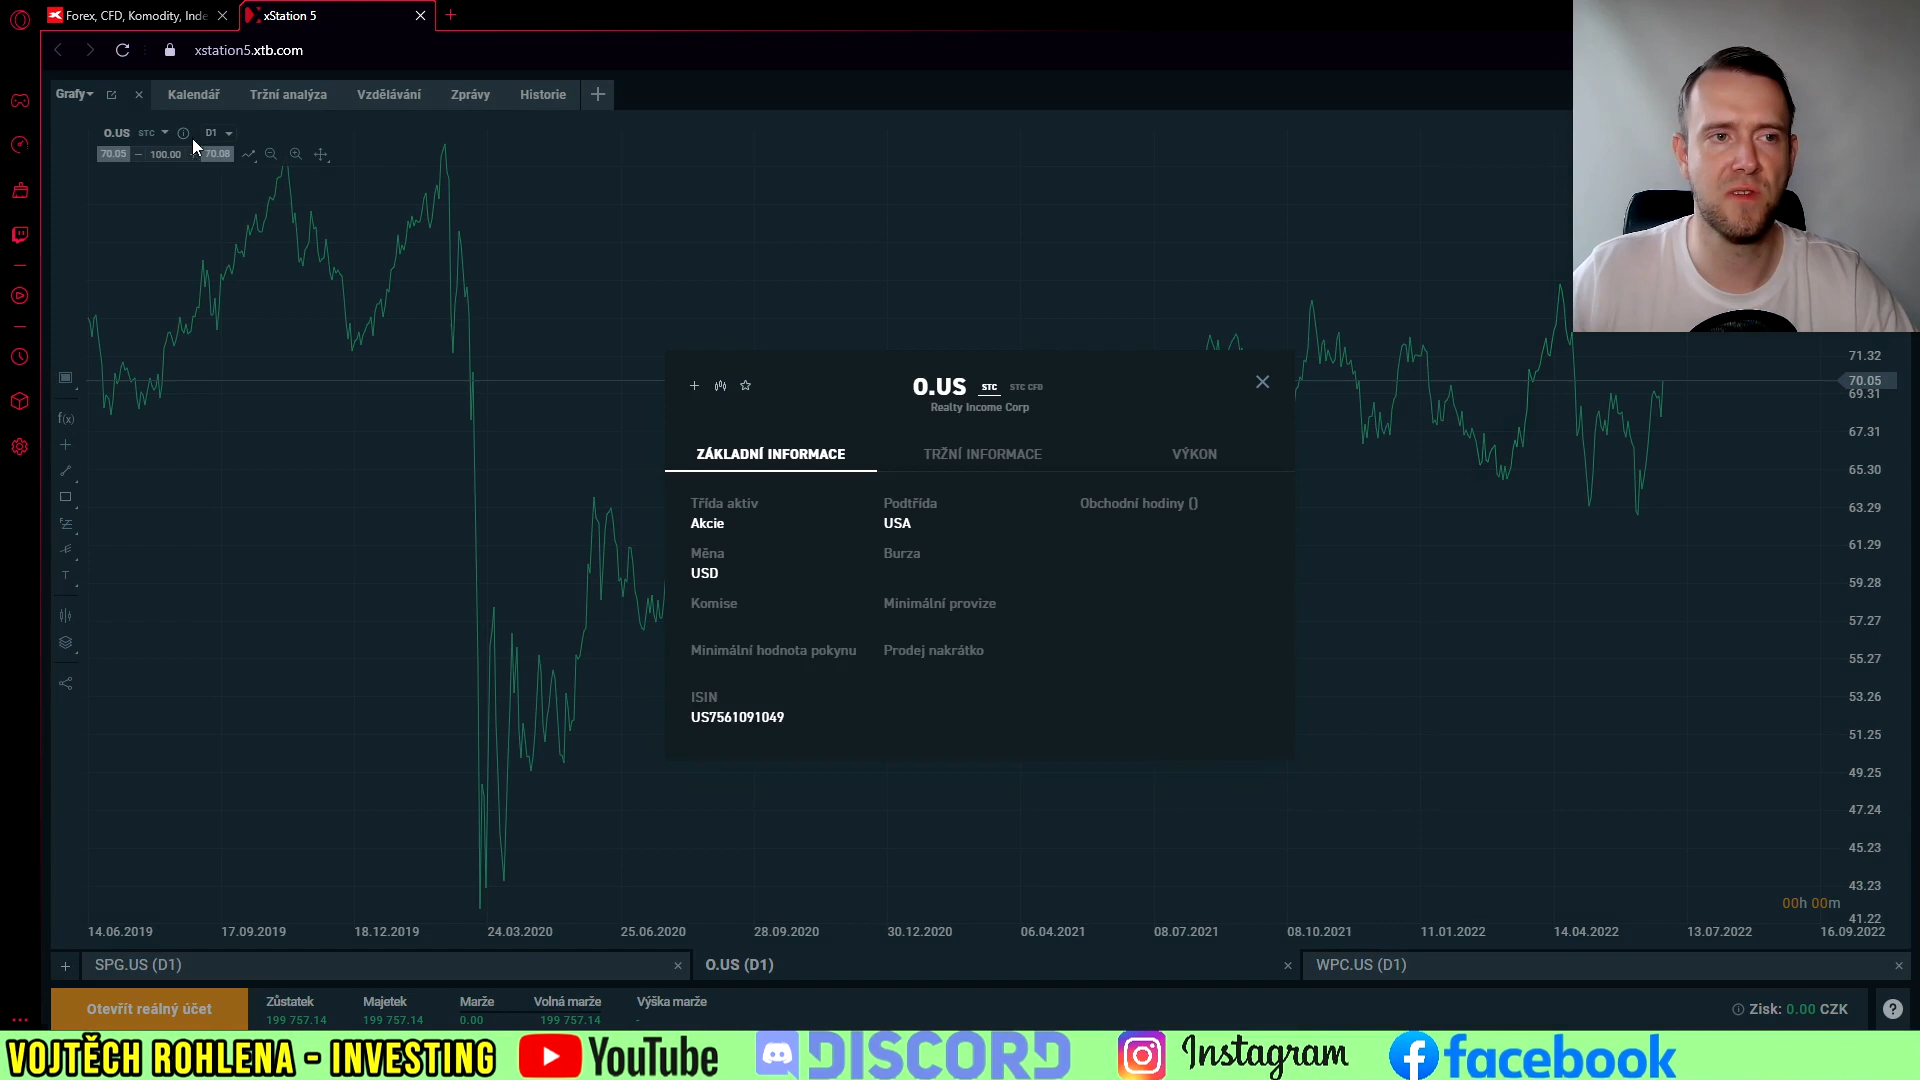 Forex, CFD, Komodity, Inde
xStation 5
xstation5.xtb.com
Grafy
Kalendář
Tržní analýza
Vzdělávání
Zprávy
Historie
O.US STC
D1
70.05
100.00
70.08
O.US STC STC CFD
Realty Income Corp
ZÁKLADNÍ INFORMACE
TRŽNÍ INFORMACE
VÝKON
Třída aktiv
Podtřída
Obchodní hodiny ()
Akcie
USA
Měna
Burza
USD
Komise
Minimální provize
Minimální hodnota pokynu
Prodej nakrátko
ISIN
US7561091049
f(x)
T
71.32
70.05
69.31
67.31
65.30
63.29
61.29
59.28
57.27
55.27
53.26
51.25
49.25
47.24
45.23
43.23
00h 00m
41.22
14.06.2019
17.09.2019
18.12.2019
24.03.2020
25.06.2020
28.09.2020
30.12.2020
06.04.2021
08.07.2021
08.10.2021
11.01.2022
14.04.2022
13.07.2022
16.09.2022
SPG.US (D1)
O.US (D1)
WPC.US (D1)
Otevřít reálný účet
Zůstatek
Majetek
Marže
Volná marže
Výška marže
199 757.14
199 757.14
0.00
199 757.14
-
Zisk: 0.00 CZK
?
VOJTĚCH ROHLENA - INVESTING
YouTube
DISCORD
Instagram
facebook